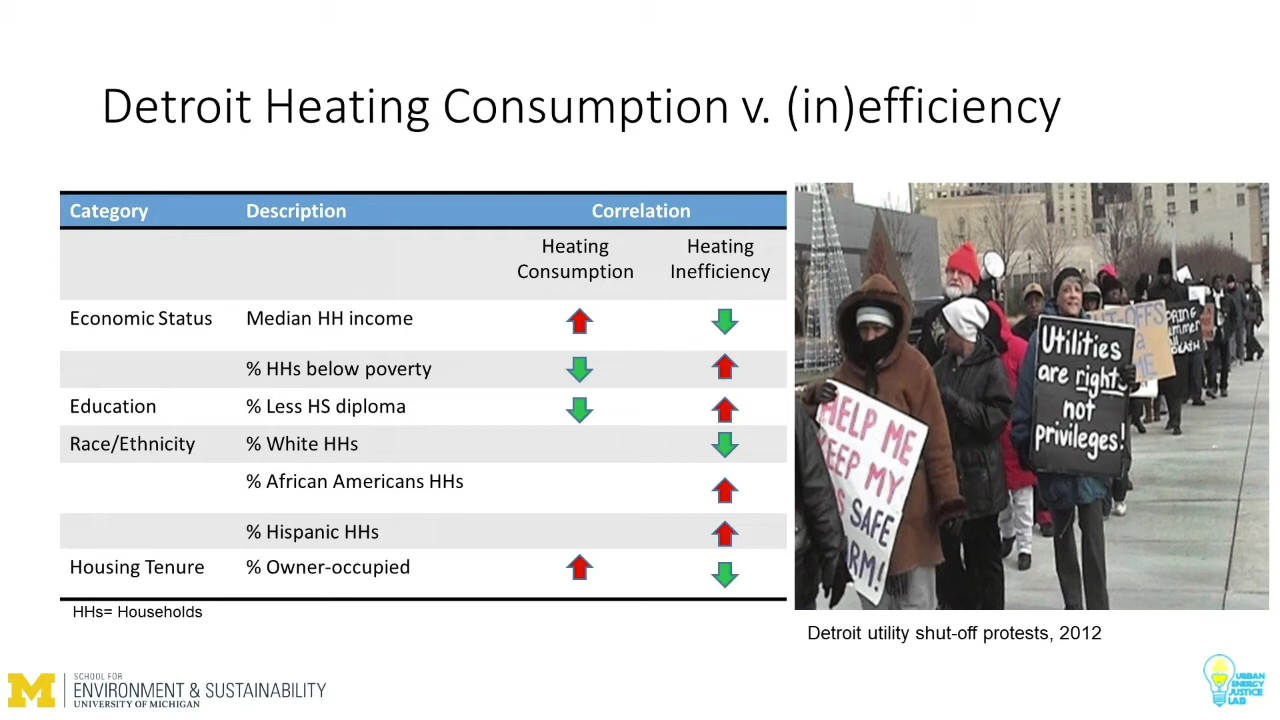 Detroit Heating Consumption v. (in)efficiency
Category Description Correlation
Heating Consumption Heating Inefficiency
Economic Status Median HH income
% HHs below poverty
Education % Less HS diploma
Race/Ethnicity % White HHs
% African Americans HHs
% Hispanic HHs
Housing Tenure % Owner-occupied
HHs= Households
HELP ME
KEEP MY
SAFE
Utilities
are right
not
privileges!
Detroit utility shut-off protests, 2012
M
SCHOOL FOR
ENVIRONMENT & SUSTAINABILITY
UNIVERSITY OF MICHIGAN
URBAN
ENERGY
JUSTICE
LAB